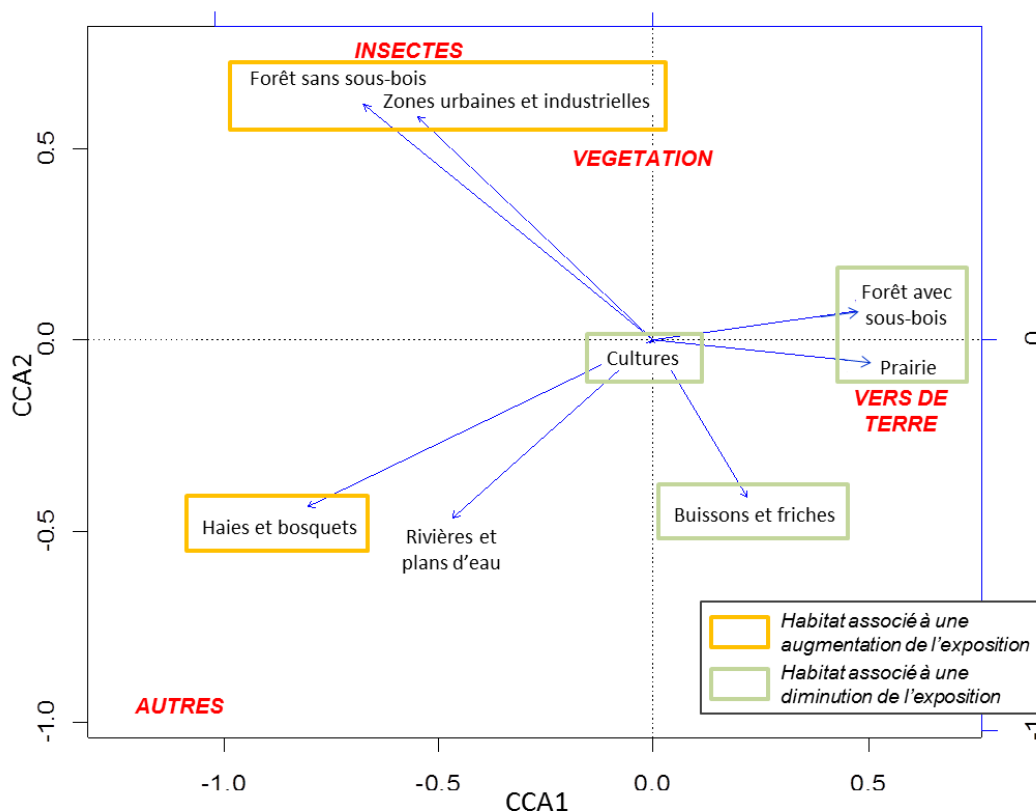 INSECTES
Forêt sans sous-bois
Zones urbaines et industrielles
VEGETATION
0.5
Forêt avec
sous-bois
0.0
0
Cultures
Prairie
CCA2
VERS DE
TERRE
-0.5
Haies et bosquets
Rivières et
plans d'eau
Buissons et friches
Habitat associé à une
augmentation de l'exposition
Habitat associé à une
diminution de l'exposition
AUTRES
-1.0
-1
-1.0
-0.5
0.0
0.5
CCA1